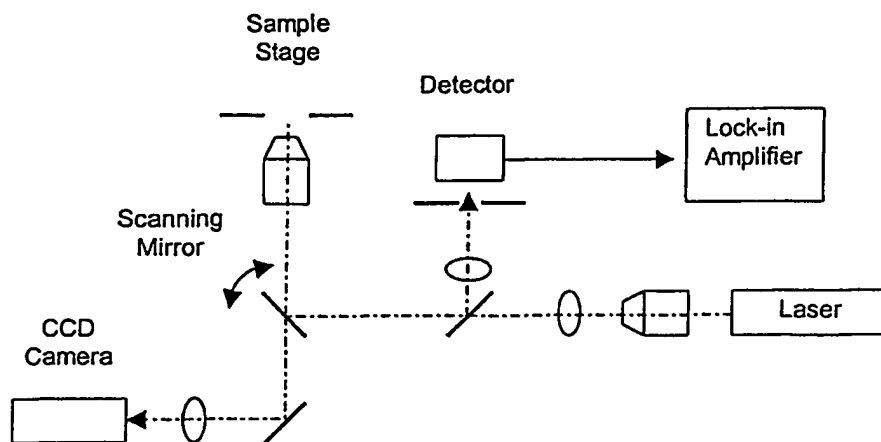 Sample
Stage
Detector
Lock-in
Amplifier
Scanning
Mirror
Laser
CCD
Camera